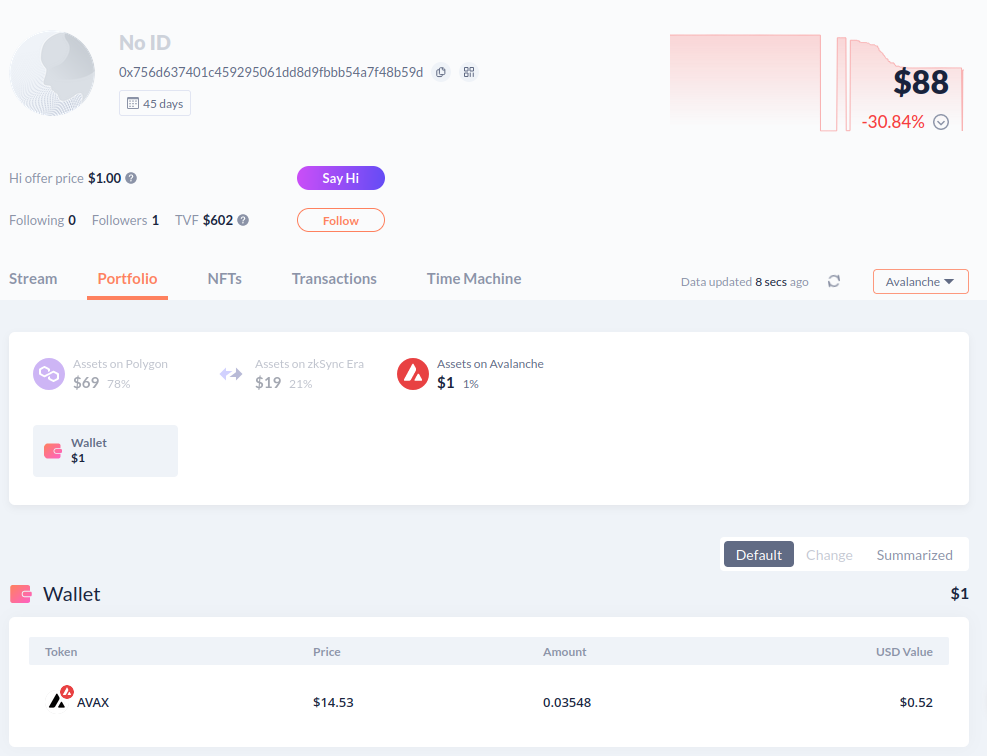 No ID
0x756d637401c459295061dd8d9fbbb54a7f48b59d
45 days
$88
-30.84%
Hi offer price $1.00 ?
Say Hi
Following 0 Followers 1 TVF $602 ?
Follow
Stream Portfolio NFTs Transactions Time Machine
Data updated 8 secs ago
Avalanche
Assets on Polygon
$69 78%
Assets on zkSync Era
$19 21%
Assets on Avalanche
$1 1%
Wallet
$1
Default Change Summarized
Wallet $1
Token Price Amount USD Value
AVAX $14.53 0.03548 $0.52